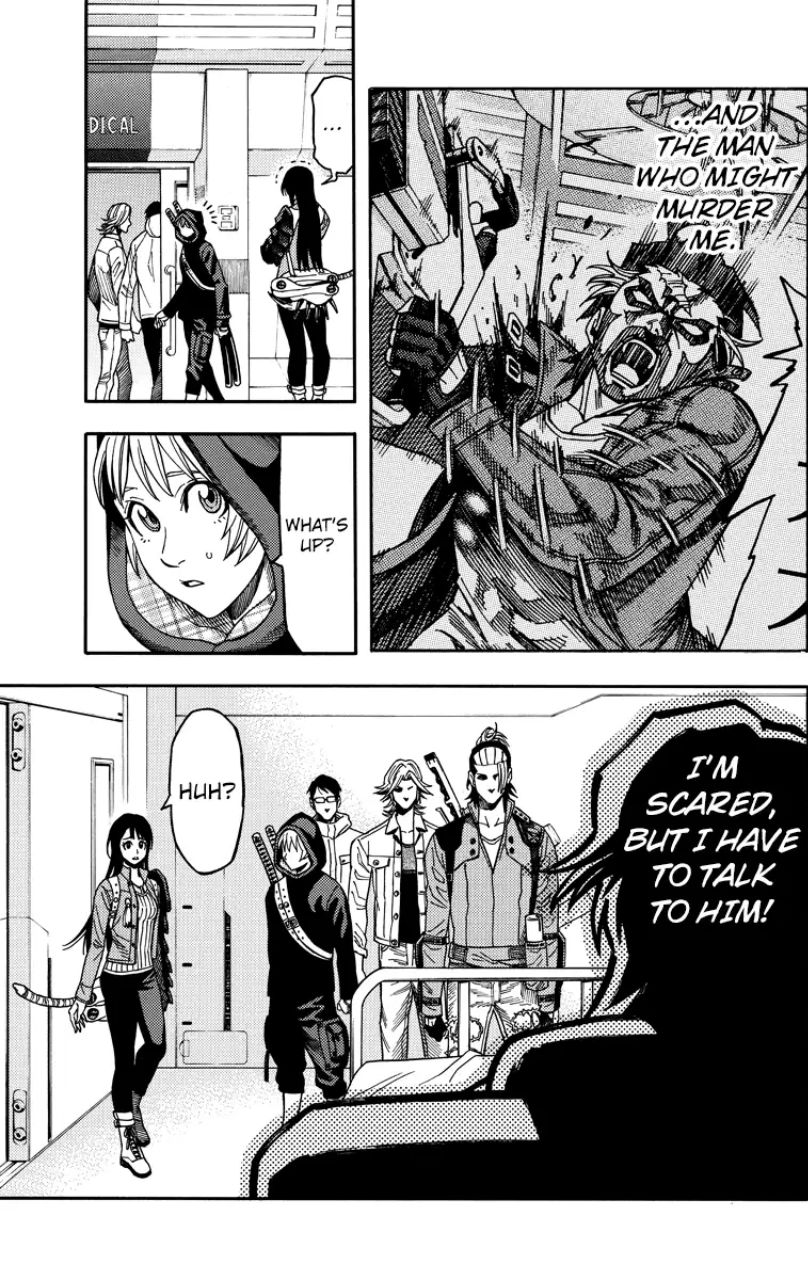 ...AND
THE MAN
WHO MIGHT
MURDER
ME.
DICAL
...
WHAT'S
UP?
HUH?
I'M
SCARED,
BUT I HAVE
TO TALK
TO HIM!